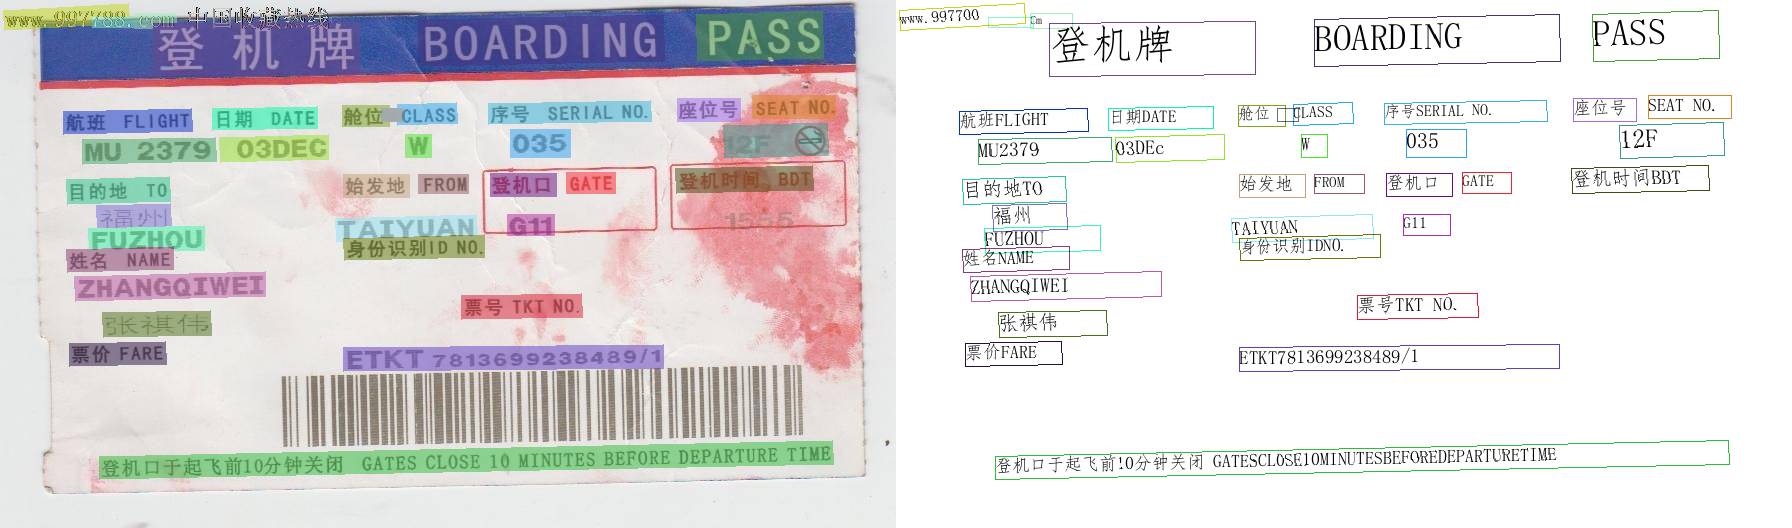 www.997788.com 中国收藏热线
登机牌 BOARDING PASS
航班 FLIGHT 日期 DATE 舱位 CLASS 序号 SERIAL NO. 座位号 SEAT NO.
MU 2379 03DEC W 035 12F
目的地 TO 始发地 FROM 登机口 GATE 登机时间 BDT
福州 TAIYUAN G11 1555
FUZHOU 身份识别ID NO.
姓名 NAME
ZHANGQIWEI
票号 TKT NO.
张祺伟
票价 FARE ETKT 7813699238489/1
登机口于起飞前10分钟关闭 GATES CLOSE 10 MINUTES BEFORE DEPARTURE TIME
www.997700 Cm
登机牌 BOARDING PASS
航班FLIGHT 日期DATE 舱位 CLASS 序号SERIAL NO. 座位号 SEAT NO.
MU2379 03DEc W 035 12F
目的地TO 始发地 FROM 登机口 GATE 登机时间BDT
福州 TAIYUAN G11
FUZHOU 身份识别IDNO.
姓名NAME
ZHANGQIWEI
票号TKT NO.
张祺伟
票价FARE ETKT7813699238489/1
登机口于起飞前!0分钟关闭 GATESCLOSE10MINUTESBEFOREDEPARTURETIME